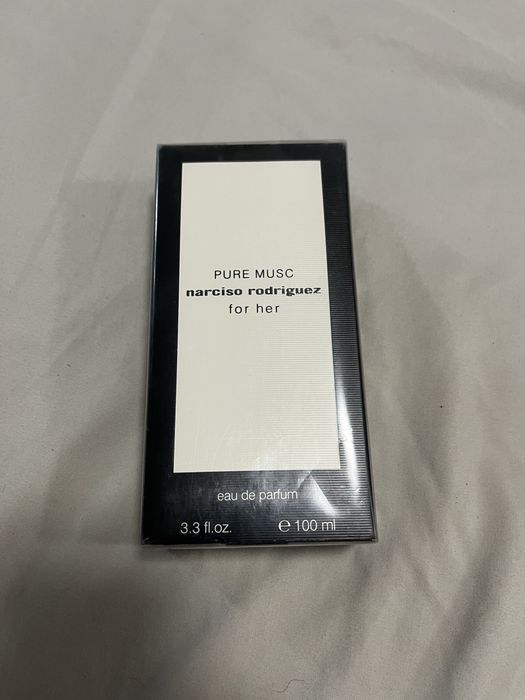 PURE MUSC
narciso rodriguez
for her
eau de parfum
3.3 fl.oz. ℮ 100 ml